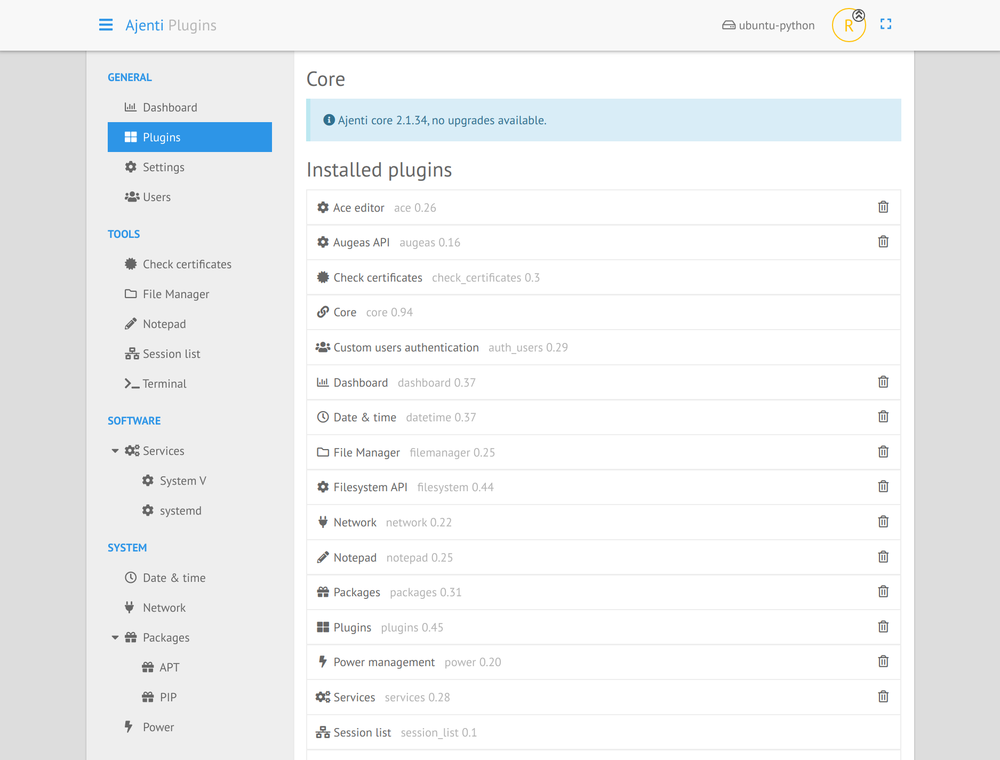 Ajenti Plugins
ubuntu-python
R
GENERAL
Dashboard
Plugins
Settings
Users
TOOLS
Check certificates
File Manager
Notepad
Session list
Terminal
SOFTWARE
Services
System V
systemd
SYSTEM
Date & time
Network
Packages
APT
PIP
Power
Core
Ajenti core 2.1.34, no upgrades available.
Installed plugins
Ace editor ace 0.26
Augeas API augeas 0.16
Check certificates check_certificates 0.3
Core core 0.94
Custom users authentication auth_users 0.29
Dashboard dashboard 0.37
Date & time datetime 0.37
File Manager filemanager 0.25
Filesystem API filesystem 0.44
Network network 0.22
Notepad notepad 0.25
Packages packages 0.31
Plugins plugins 0.45
Power management power 0.20
Services services 0.28
Session list session_list 0.1